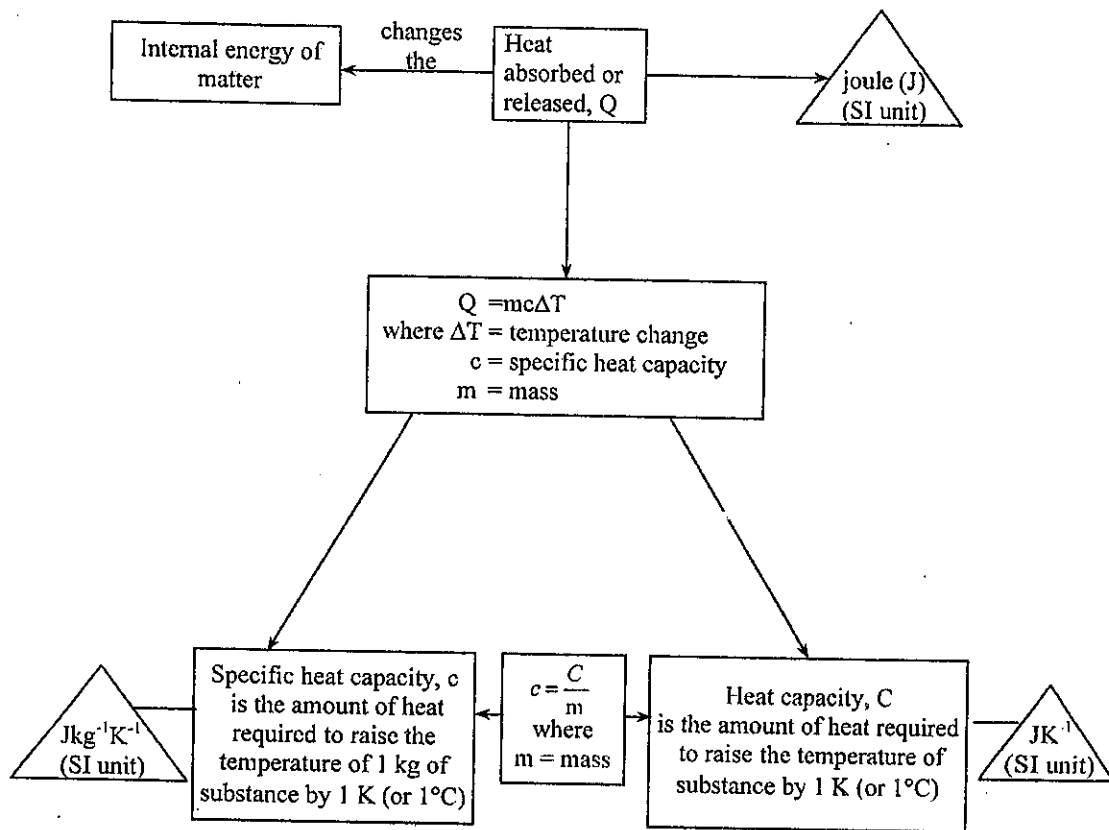 Internal energy of
matter
changes
the
Heat
absorbed or
released, Q
joule (J)
(SI unit)
Q =mcΔT
where ΔT = temperature change
c = specific heat capacity
m = mass
Specific heat capacity, c
is the amount of heat
required to raise the
temperature of 1 kg of
substance by 1 K (or 1°C)
Jkg⁻¹K⁻¹
(SI unit)
c = C/m
where
m = mass
Heat capacity, C
is the amount of heat required
to raise the temperature of
substance by 1 K (or 1°C)
JK⁻¹
(SI unit)